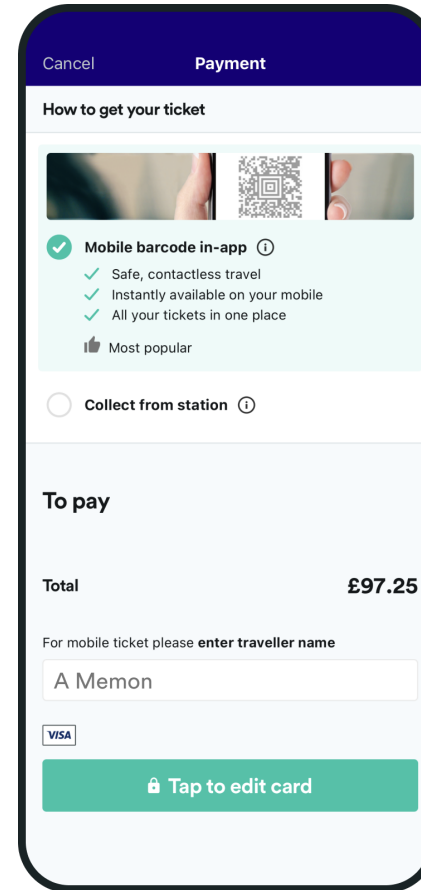 Cancel
Payment
How to get your ticket
Mobile barcode in-app
Safe, contactless travel
Instantly available on your mobile
All your tickets in one place
Most popular
Collect from station
To pay
Total £97.25
For mobile ticket please enter traveller name
A Memon
VISA
Tap to edit card